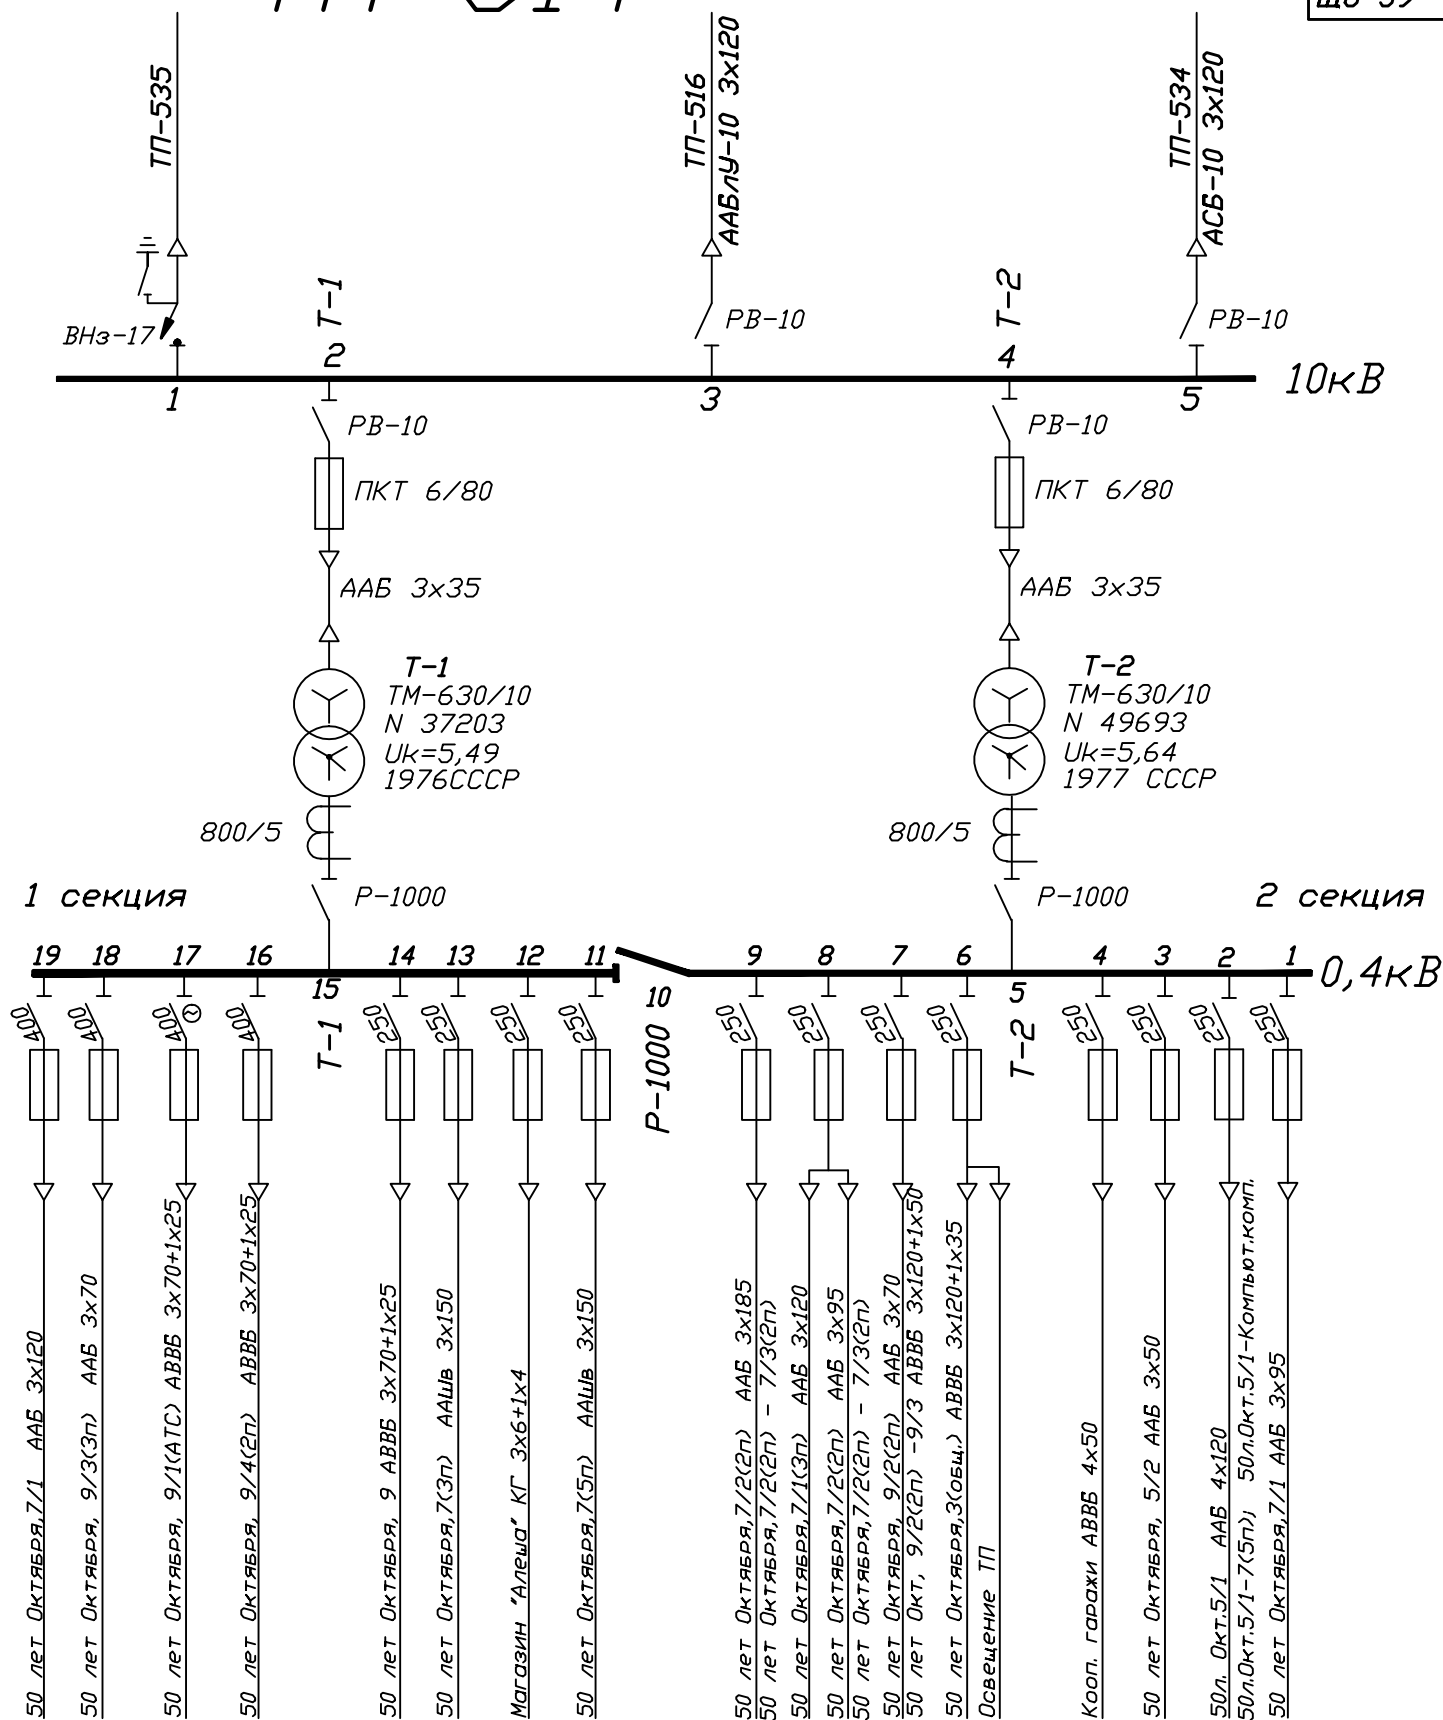 ТП-535
ТП-516
ААБлУ-10 3х120
ТП-534
АСБ-10 3х120
ВНз-17
Т-1
РВ-10
Т-2
РВ-10
2
4
1
3
5
10кВ
РВ-10
РВ-10
ПКТ 6/80
ПКТ 6/80
ААБ 3х35
ААБ 3х35
Т-1
ТМ-630/10
N 37203
Uк=5,49
1976СССР
Т-2
ТМ-630/10
N 49693
Uк=5,64
1977 СССР
800/5
800/5
1 секция
Р-1000
Р-1000
2 секция
19 18 17 16 14 13 12 11 9 8 7 6 4 3 2 1
0,4кВ
15
10
5
400 400 400 400 250 250 250 250 250 250 250 250 250 250 250
Т-1
Р-1000
Т-2
50 лет Октября,7/1 ААБ 3х120
50 лет Октября, 9/3(3п) ААБ 3х70
50 лет Октября, 9/1(АТС) АВВБ 3х70+1х25
50 лет Октября, 9/4(2п) АВВБ 3х70+1х25
50 лет Октября, 9 АВВБ 3х70+1х25
50 лет Октября,7(3п) ААШв 3х150
Магазин "Алеша" КГ 3х6+1х4
50 лет Октября,7(5п) ААШв 3х150
50 лет Октября,7/2(2п) ААБ 3х185
50 лет Октября,7/2(2п) - 7/3(2п)
50 лет Октября,7/1(3п) ААБ 3х120
50 лет Октября,7/2(2п) ААБ 3х95
50 лет Октября,7/2(2п) - 7/3(2п)
50 лет Октября, 9/2(2п) ААБ 3х70
50 лет Окт, 9/2(2п) -9/3 АВВБ 3х120+1х50
50 лет Октября,3(общ.) АВВБ 3х120+1х35
Освещение ТП
Кооп. гаражи АВВБ 4х50
50 лет Октября, 5/2 ААБ 3х50
50л. Окт.5/1 ААБ 4х120
50л.Окт.5/1-7(5п); 50л.Окт.5/1-Компьют.комп.
50 лет Октября,7/1 ААБ 3х95